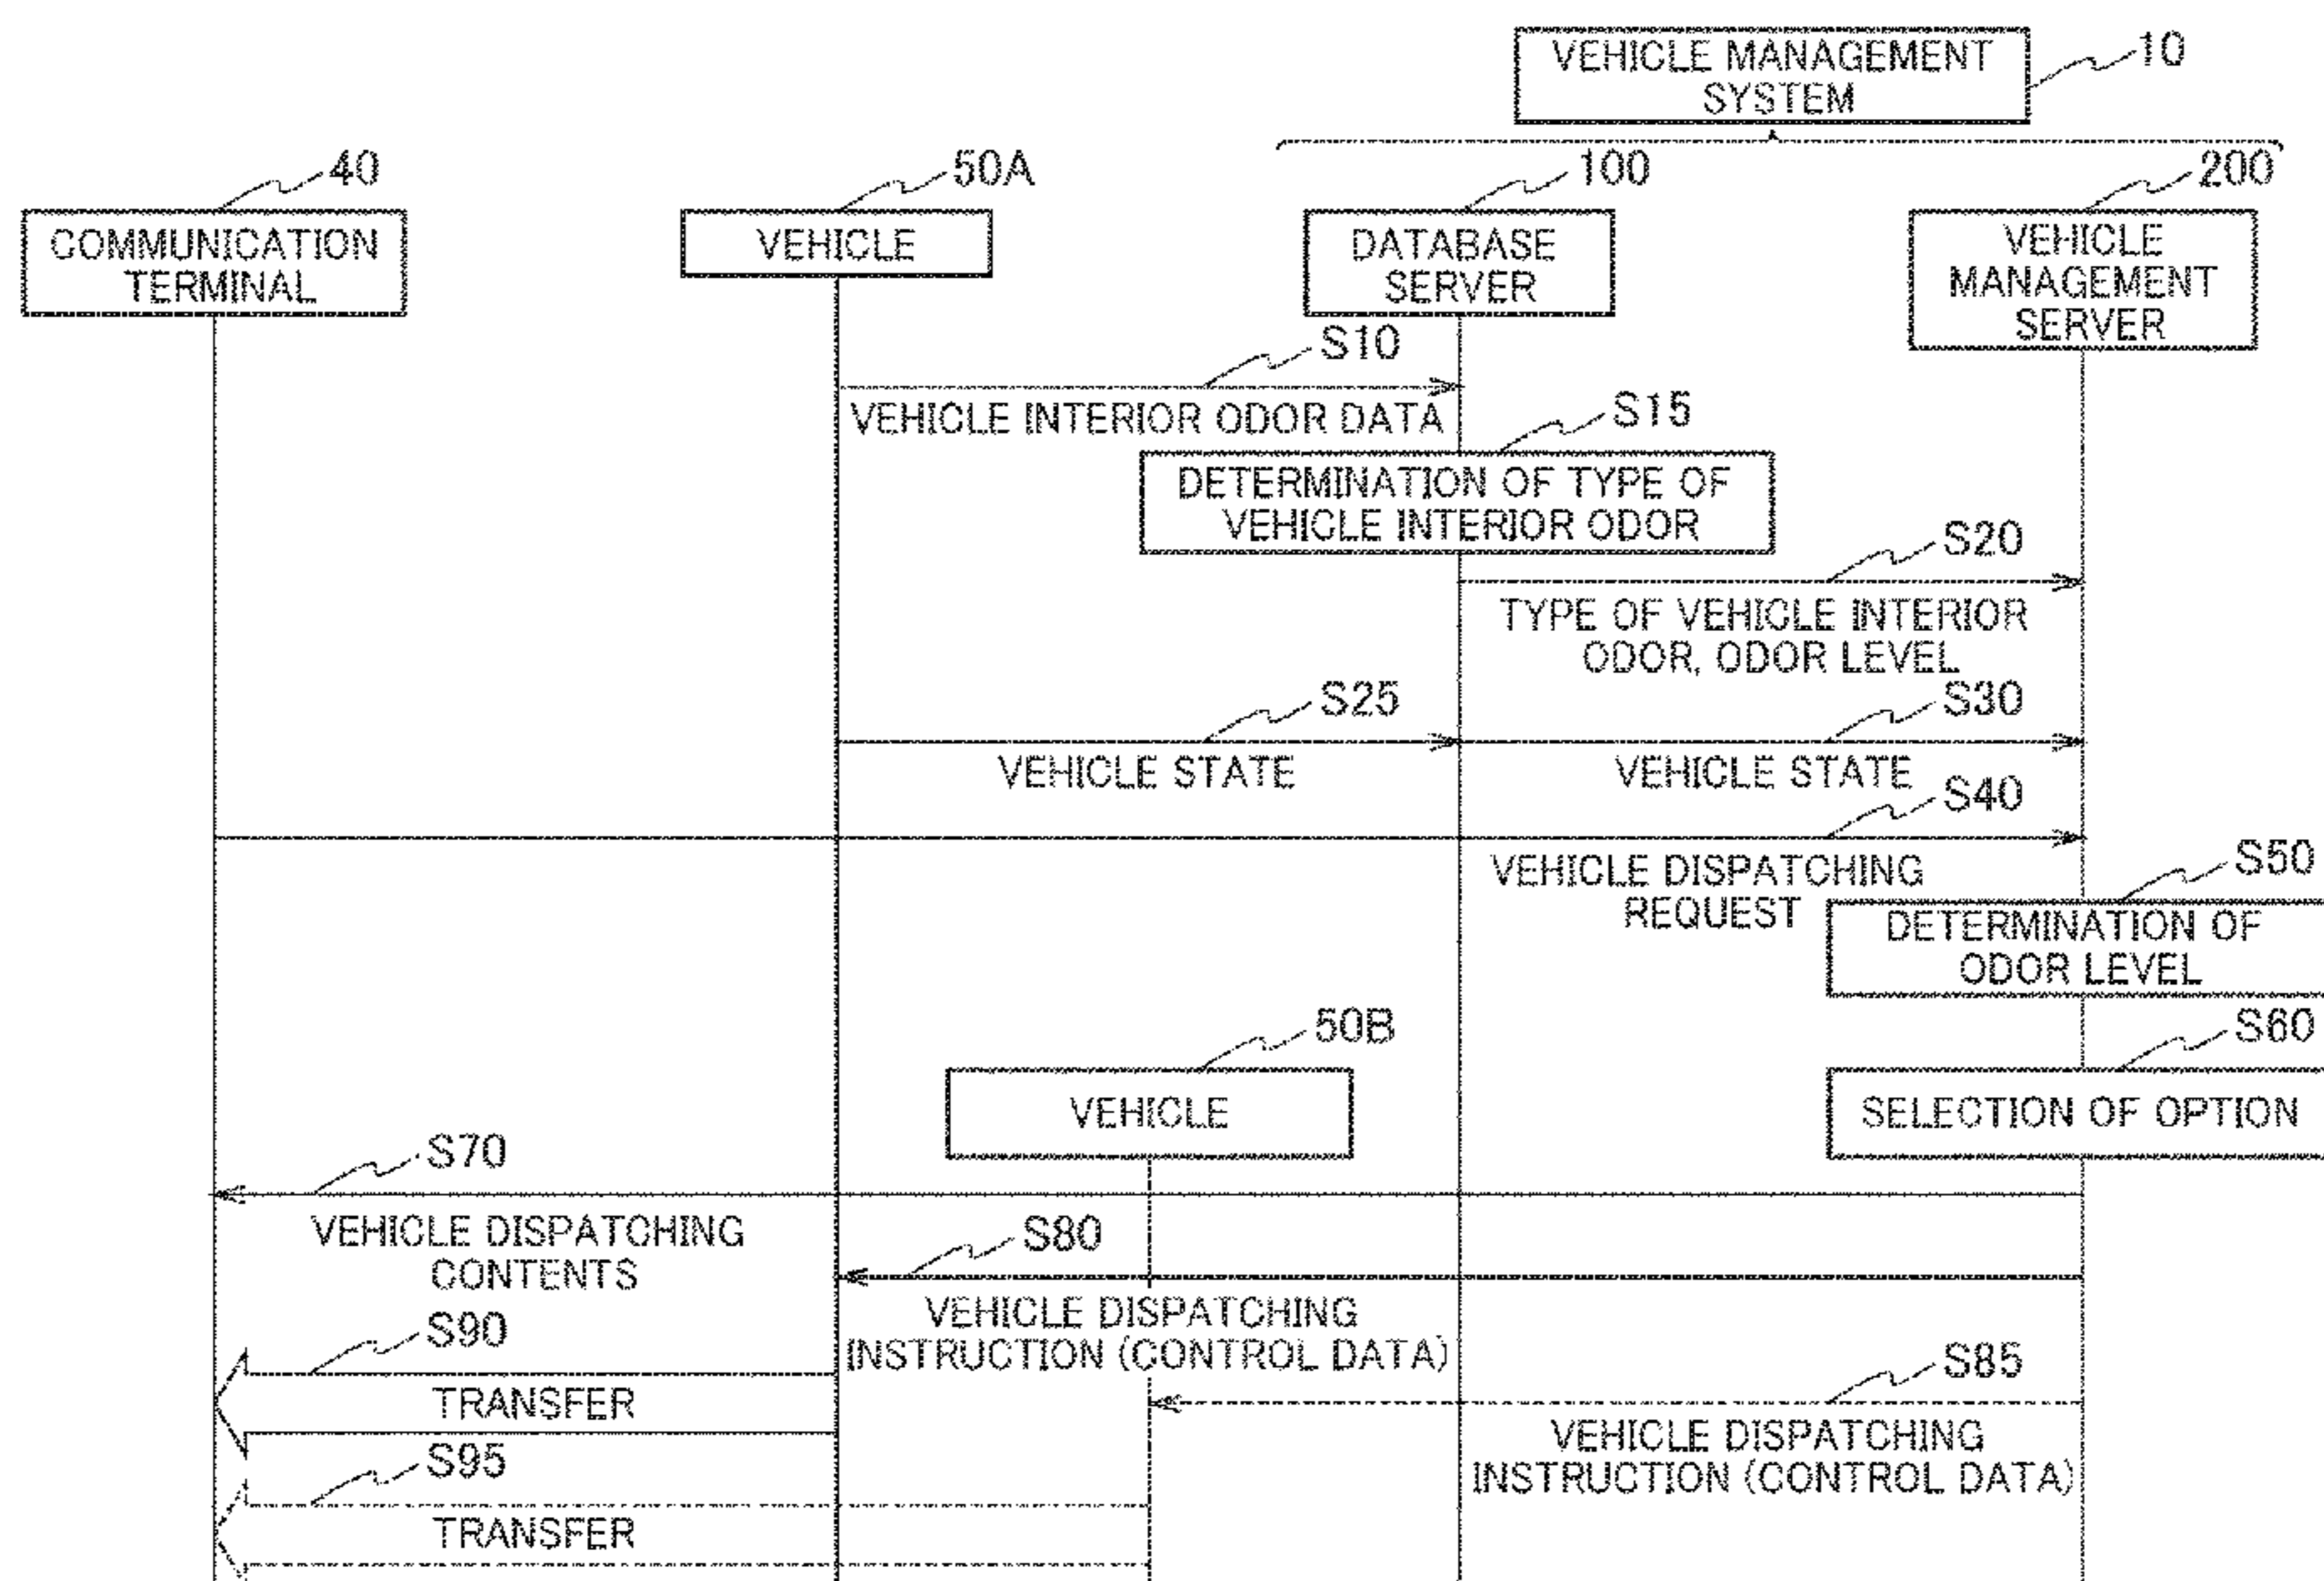 VEHICLE MANAGEMENT
SYSTEM
10
40
50A
100
200
COMMUNICATION
TERMINAL
VEHICLE
DATABASE
SERVER
VEHICLE
MANAGEMENT
SERVER
S10
VEHICLE INTERIOR ODOR DATA
S15
DETERMINATION OF TYPE OF
VEHICLE INTERIOR ODOR
S20
TYPE OF VEHICLE INTERIOR
ODOR, ODOR LEVEL
S25
S30
VEHICLE STATE
VEHICLE STATE
S40
VEHICLE DISPATCHING
REQUEST
S50
DETERMINATION OF
ODOR LEVEL
50B
S60
VEHICLE
SELECTION OF OPTION
S70
VEHICLE DISPATCHING
CONTENTS
S80
VEHICLE DISPATCHING
INSTRUCTION (CONTROL DATA)
S90
TRANSFER
S85
VEHICLE DISPATCHING
INSTRUCTION (CONTROL DATA)
S95
TRANSFER